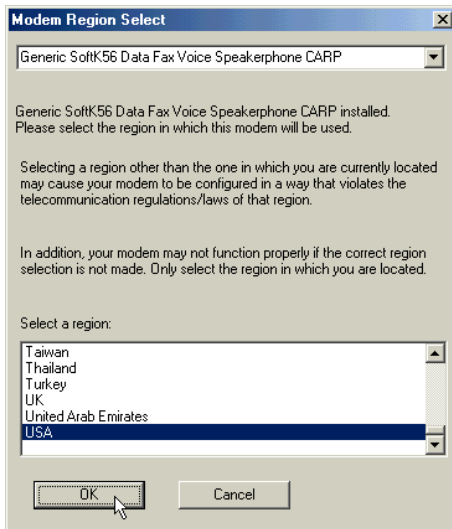 Modem Region Select
Generic SoftK56 Data Fax Voice Speakerphone CARP
Generic SoftK56 Data Fax Voice Speakerphone CARP installed.
Please select the region in which this modem will be used.
Selecting a region other than the one in which you are currently located
may cause your modem to be configured in a way that violates the
telecommunication regulations/laws of that region.
In addition, your modem may not function properly if the correct region
selection is not made. Only select the region in which you are located.
Select a region:
Taiwan
Thailand
Turkey
UK
United Arab Emirates
USA
OK
Cancel